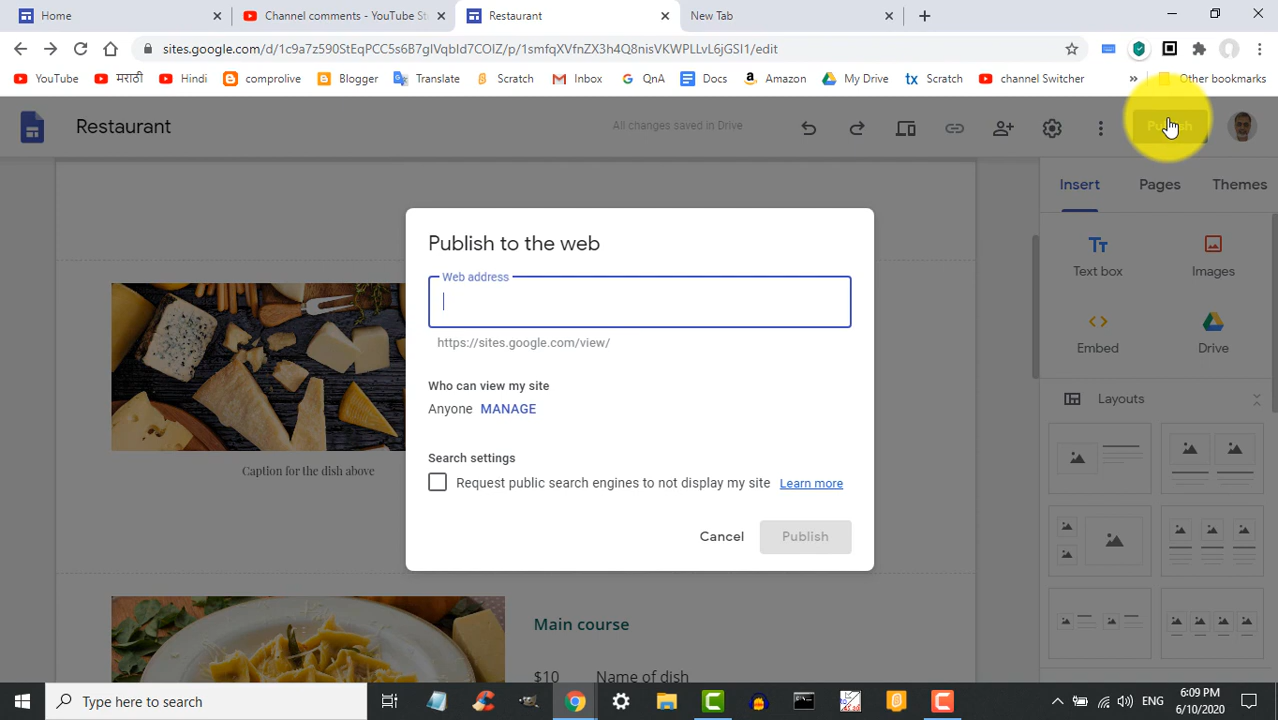 Home
Channel comments - YouTube St
Restaurant
New Tab
sites.google.com/d/1c9a7z590StEqPCC5s6B7gIVqbId7COIZ/p/1smfqXVfnZX3h4Q8nisVKWPLLvL6jGSI1/edit
YouTube मराठी Hindi comprolive Blogger Translate Scratch Inbox QnA Docs Amazon My Drive tx Scratch channel Switcher » Other bookmarks
Restaurant
All changes saved in Drive
Publish
Insert Pages Themes
Tт
Text box
Images
Embed
Drive
Layouts
Publish to the web
Web address
https://sites.google.com/view/
Who can view my site
Anyone MANAGE
Search settings
Request public search engines to not display my site Learn more
Cancel Publish
Caption for the dish above
Main course
$10 Name of dish
Type here to search
ENG
6:09 PM
6/10/2020